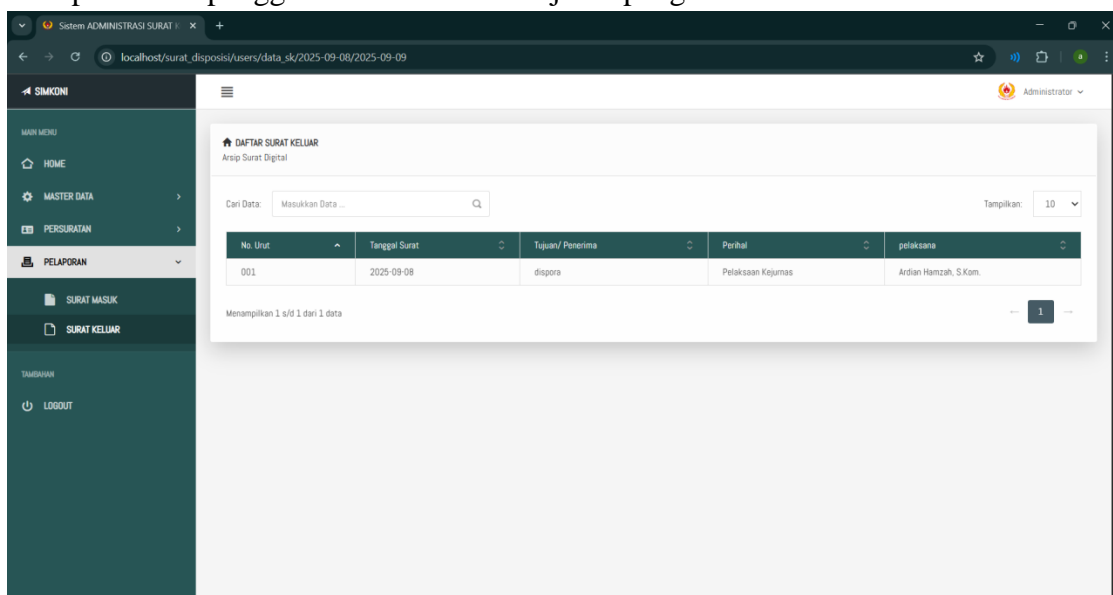 Sistem ADMINISTRASI SURAT K
localhost/surat_disposisi/users/data_sk/2025-09-08/2025-09-09
a
SIMKONI
Administrator
MAIN MENU
HOME
MASTER DATA
PERSURATAN
PELAPORAN
SURAT MASUK
SURAT KELUAR
TAMBAHAN
LOGOUT
DAFTAR SURAT KELUAR
Arsip Surat Digital
Cari Data: Masukkan Data ... Tampilkan: 10
No. Urut Tanggal Surat Tujuan/ Penerima Perihal pelaksana
001 2025-09-08 dispora Pelaksaan Kejurnas Ardian Hamzah, S.Kom.
Menampilkan 1 s/d 1 dari 1 data 1